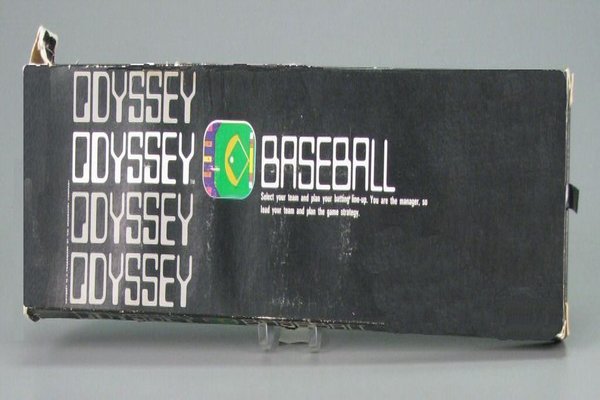 ODYSSEY
ODYSSEY
ODYSSEY
ODYSSEY
BASEBALL
Select your team and plan your batting line-up. You are the manager, so
lead your team and plan the game strategy.